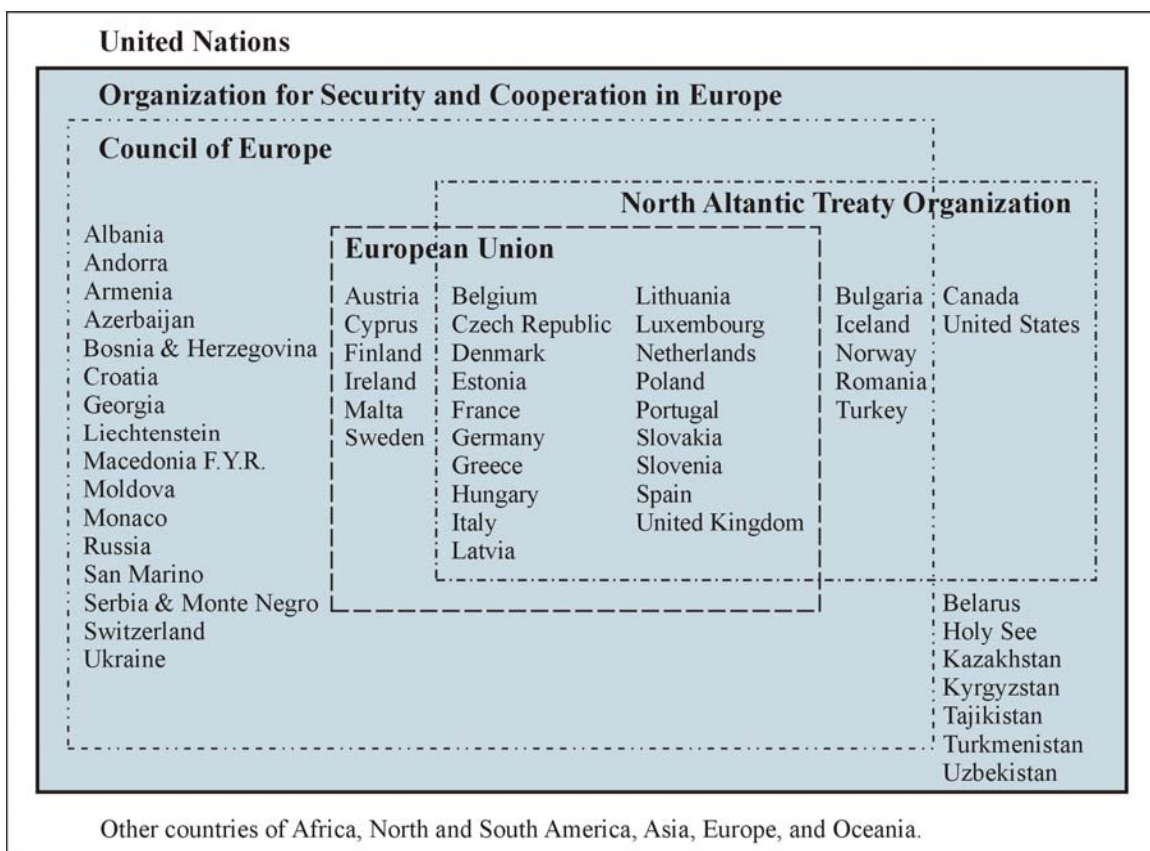 United Nations
Organization for Security and Cooperation in Europe
Council of Europe
North Altantic Treaty Organization
Albania
Andorra
Armenia
Azerbaijan
Bosnia & Herzegovina
Croatia
Georgia
Liechtenstein
Macedonia F.Y.R.
Moldova
Monaco
Russia
San Marino
Serbia & Monte Negro
Switzerland
Ukraine
European Union
Austria
Cyprus
Finland
Ireland
Malta
Sweden
Belgium
Czech Republic
Denmark
Estonia
France
Germany
Greece
Hungary
Italy
Latvia
Lithuania
Luxembourg
Netherlands
Poland
Portugal
Slovakia
Slovenia
Spain
United Kingdom
Bulgaria
Iceland
Norway
Romania
Turkey
Canada
United States
Belarus
Holy See
Kazakhstan
Kyrgyzstan
Tajikistan
Turkmenistan
Uzbekistan
Other countries of Africa, North and South America, Asia, Europe, and Oceania.